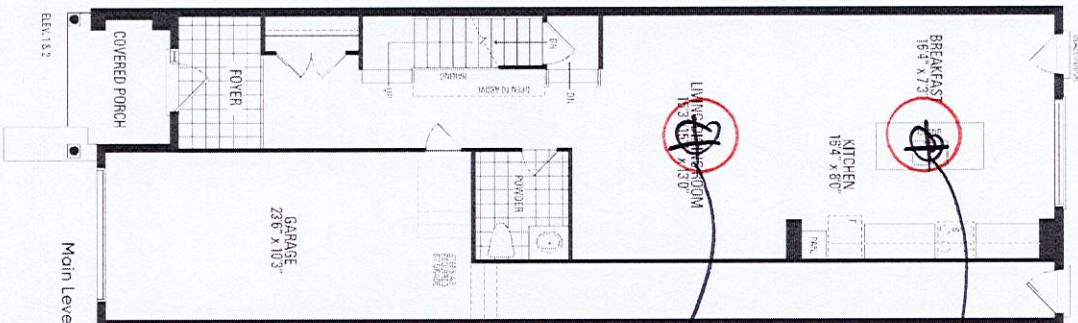 ELEV. 1 & 2
COVERED PORCH
FOYER
UP
RAILING
OPEN TO ABOVE
DN
DN.
BREAKFAST
16'4" x 7'3"
KITCHEN
16'4" x 8'0"
POWDER
GARAGE
23'6" x 10'3"
Main Leve